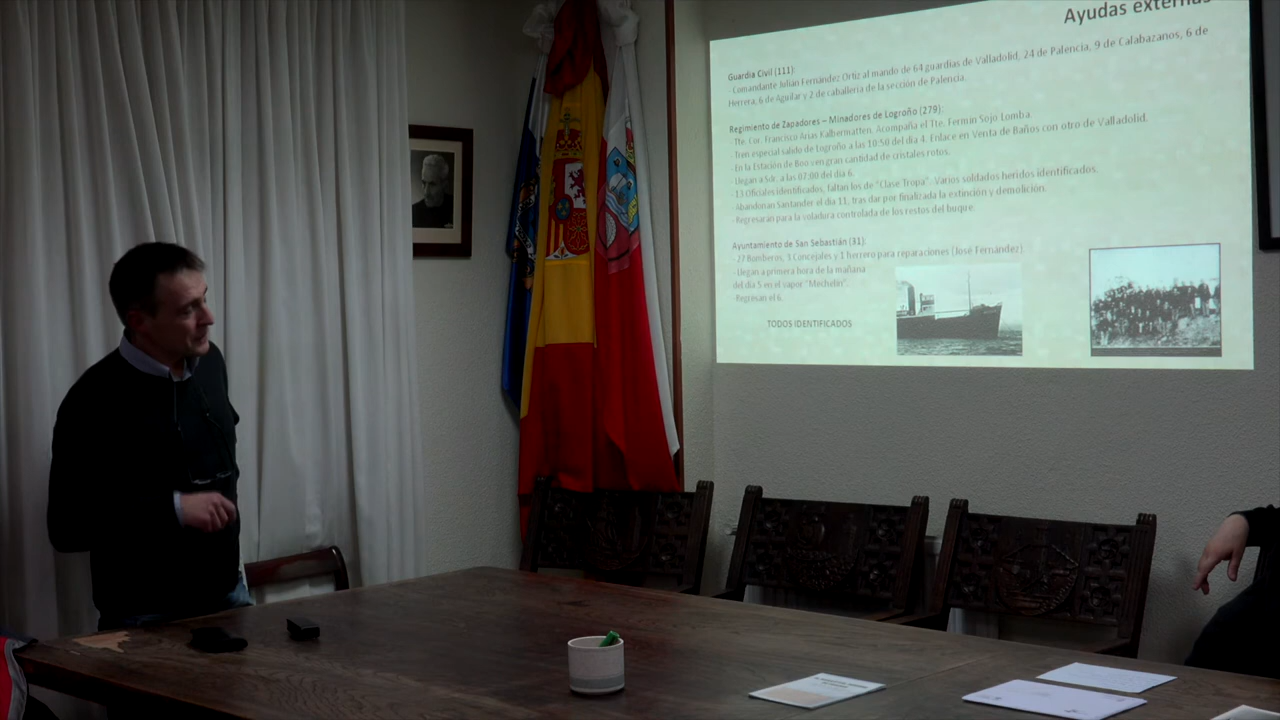 Ayudas externas
Guardia Civil (111):
- Comandante Julián Fernández Ortiz al mando de 64 guardias de Valladolid, 24 de Palencia, 9 de Calabazanos, 6 de
Herrera, 6 de Aguilar y 2 de caballería de la sección de Palencia.
Regimiento de Zapadores – Minadores de Logroño (279):
- Tte. Cor. Francisco Arias Kalbermatten. Acompaña el Tte. Fermín Sojo Lomba.
- Tren especial salido de Logroño a las 10:50 del día 4. Enlace en Venta de Baños con otro de Valladolid.
- En la Estación de Boo ven gran cantidad de cristales rotos.
- Llegan a Sdr. a las 07:00 del día 6.
- 13 Oficiales identificados, faltan los de "Clase Tropa". Varios soldados heridos identificados.
- Abandonan Santander el día 11, tras dar por finalizada la extinción y demolición.
- Regresarán para la voladura controlada de los restos del buque.
Ayuntamiento de San Sebastián (31):
- 27 Bomberos, 3 Concejales y 1 herrero para reparaciones (José Fernández).
- Llegan a primera hora de la mañana
del día 5 en el vapor "Mechelin".
- Regresan el 6.
TODOS IDENTIFICADOS